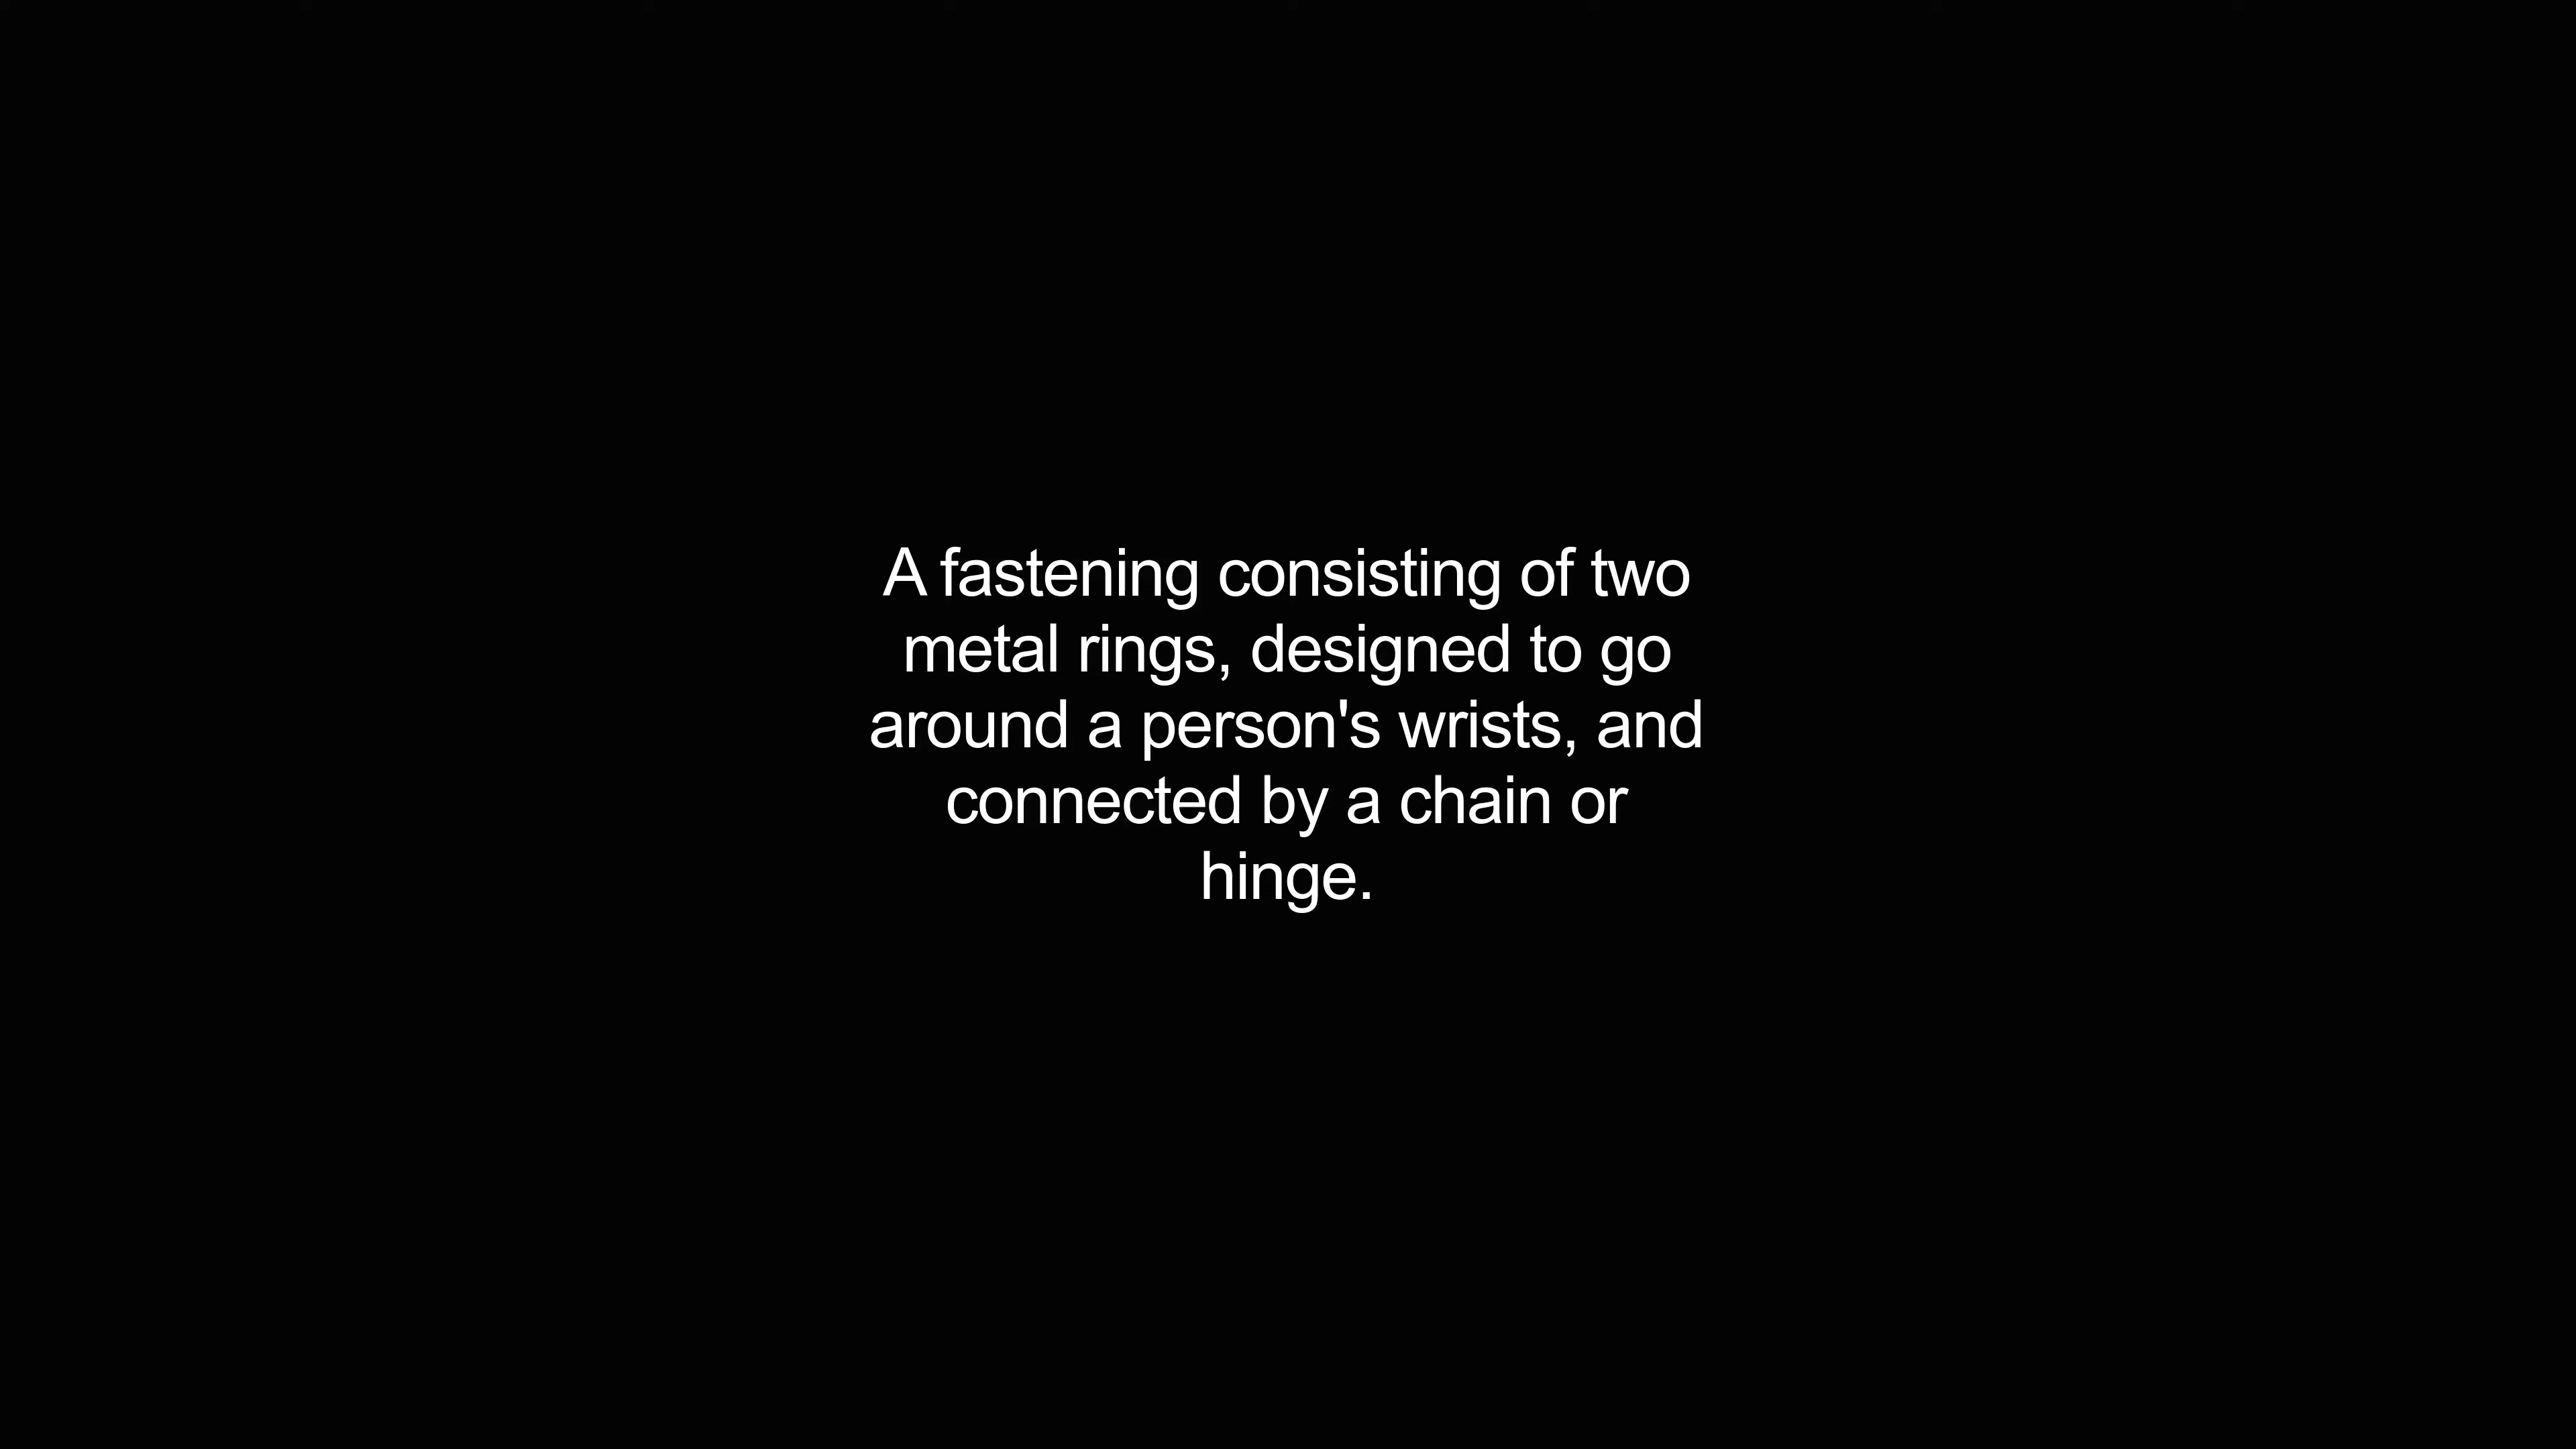 A fastening consisting of two
metal rings, designed to go
around a person's wrists, and
connected by a chain or
hinge.